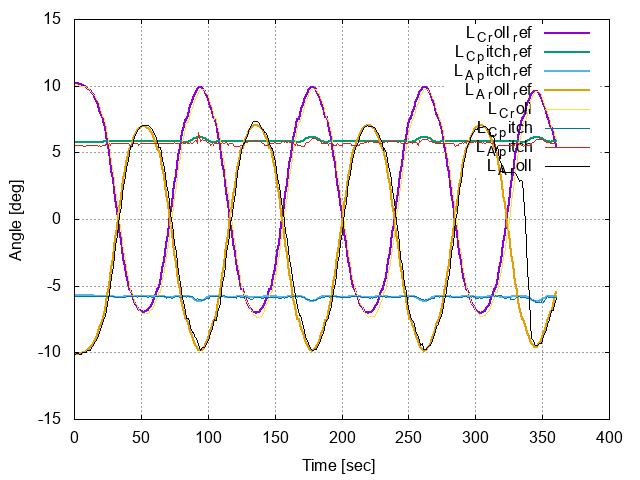 15
10
5
0
-5
-10
-15
0
50
100
150
200
250
300
350
400
Angle [deg]
Time [sec]
L_Croll_ref
L_Cpitch_ref
L_Apitch_ref
L_Aroll_ref
L_Croll
L_Cpitch
L_Apitch
L_Aroll